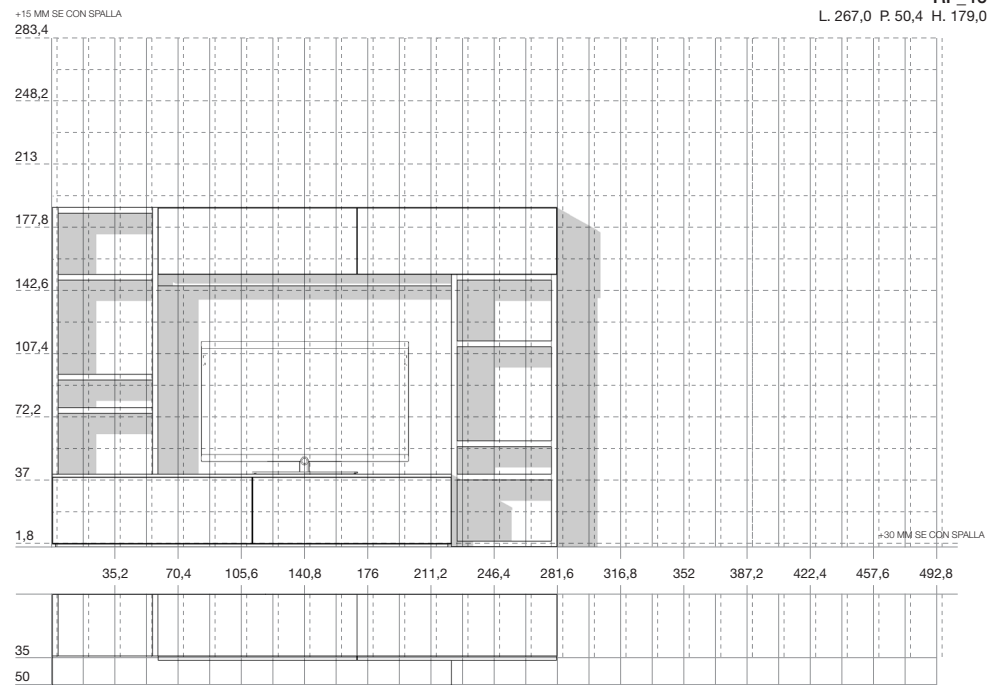 +15 MM SE CON SPALLA
L. 267,0 P. 50,4 H. 179,0
283,4
248,2
213
177,8
142,6
107,4
72,2
37
1,8
+30 MM SE CON SPALLA
35,2 70,4 105,6 140,8 176 211,2 246,4 281,6 316,8 352 387,2 422,4 457,6 492,8
35
50